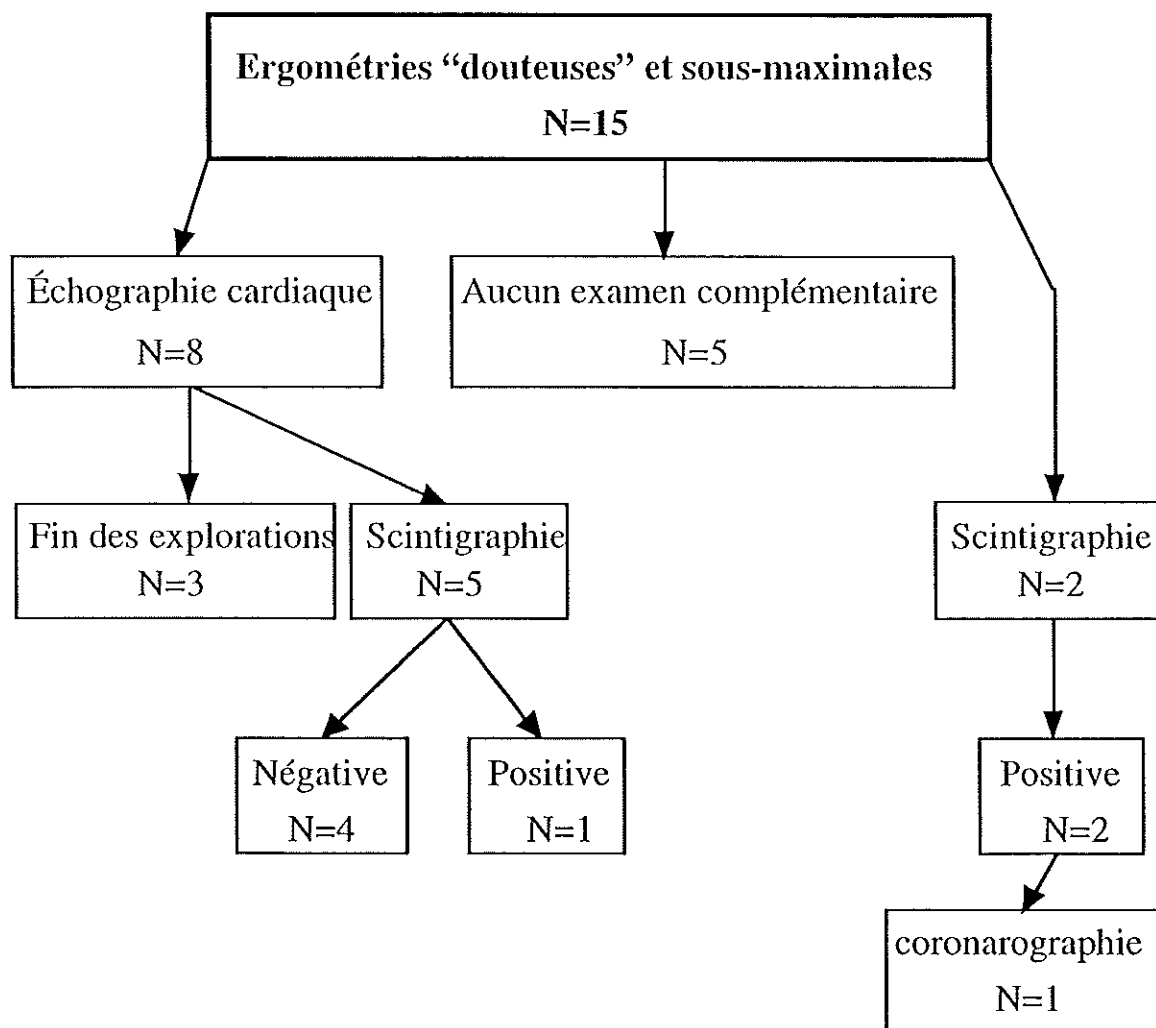 Ergométries “douteuses” et sous-maximales
N=15
Échographie cardiaque
N=8
Aucun examen complémentaire
N=5
Fin des explorations
N=3
Scintigraphie
N=5
Scintigraphie
N=2
Négative
N=4
Positive
N=1
Positive
N=2
coronarographie
N=1